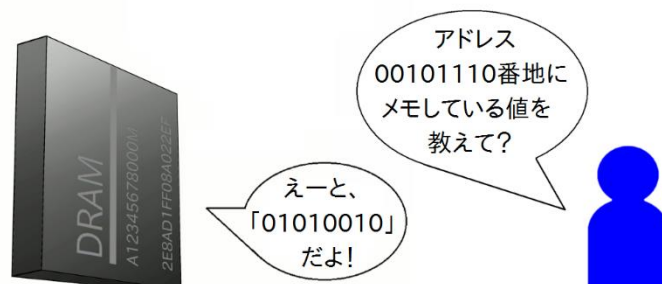 アドレス
00101110番地に
メモしている値を
教えて?
えーと、
「01010010」
だよ!
DRAM
A12345678000M
2E8AD1FF08A022EF